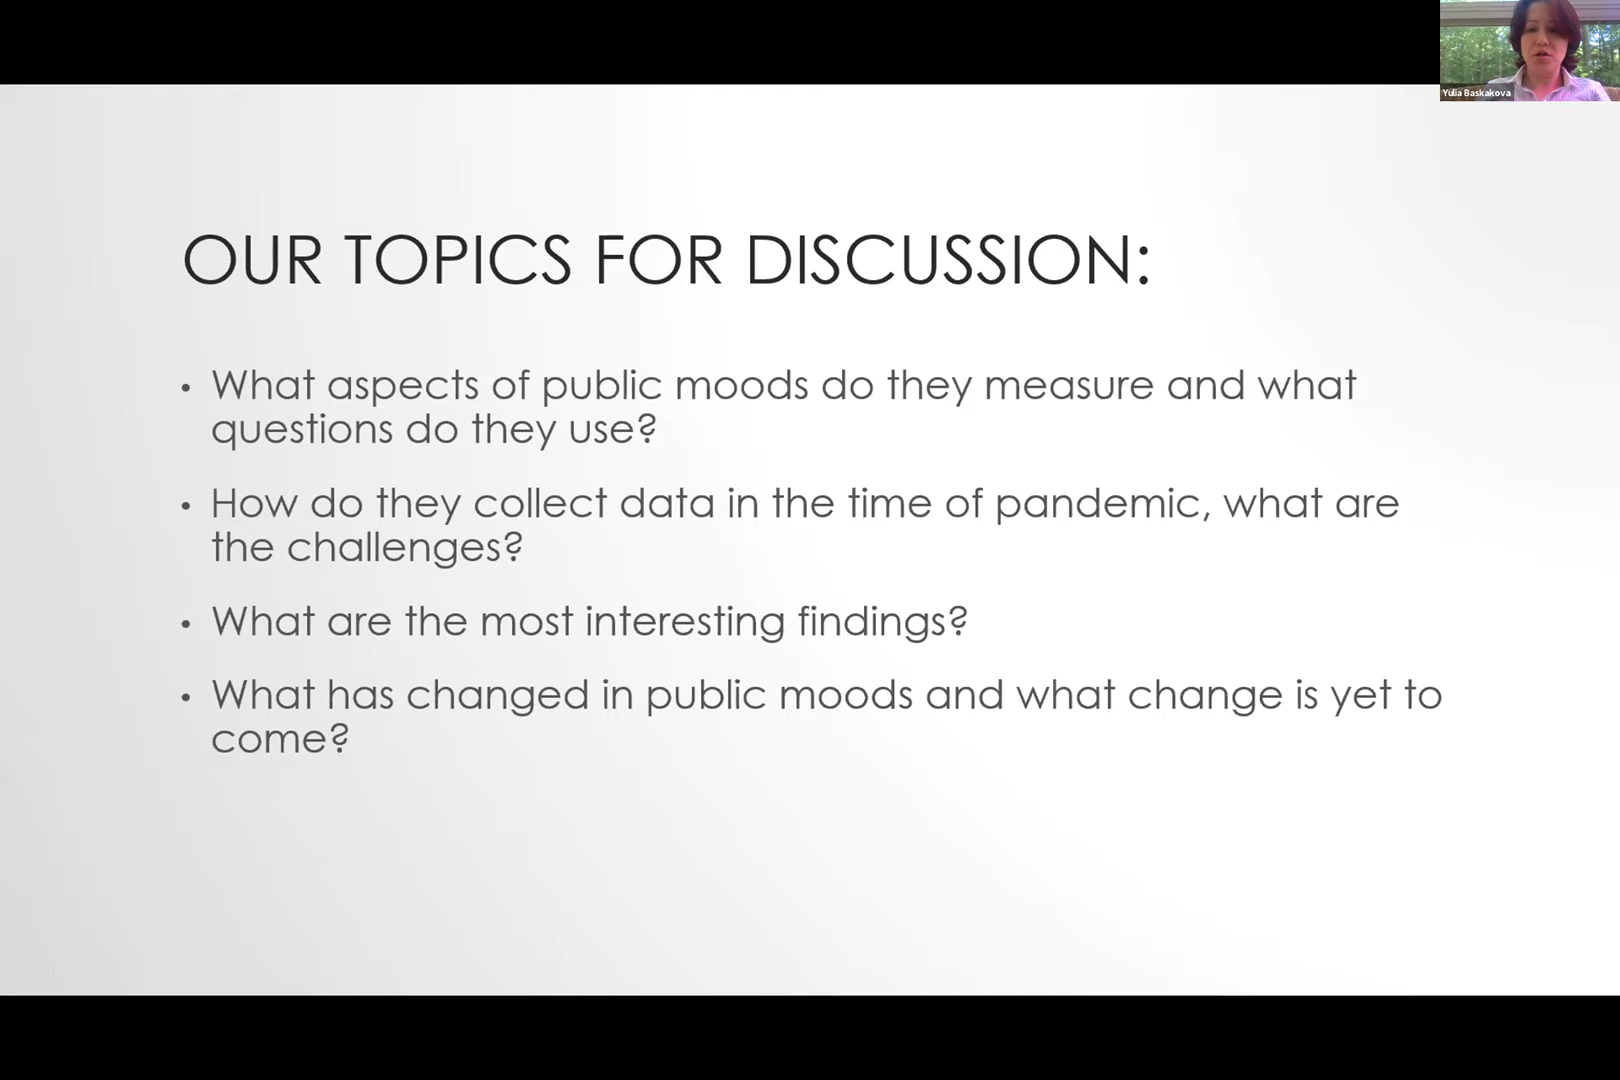 Yulia Baskakova
OUR TOPICS FOR DISCUSSION:
• What aspects of public moods do they measure and what
questions do they use?
• How do they collect data in the time of pandemic, what are
the challenges?
• What are the most interesting findings?
• What has changed in public moods and what change is yet to
come?